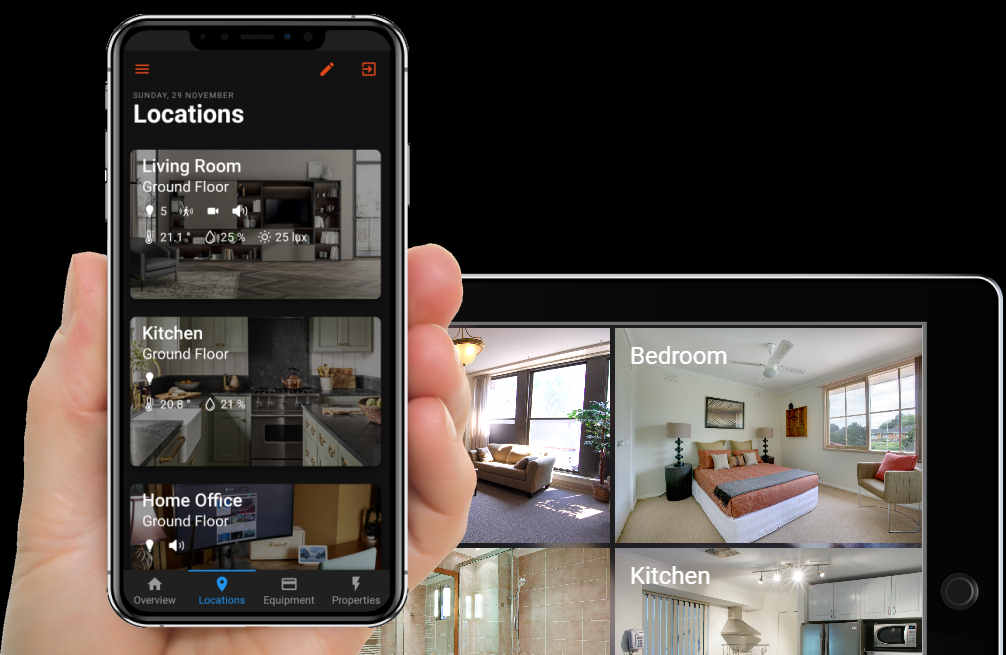 SUNDAY, 29 NOVEMBER
Locations
Living Room
Ground Floor
5
21.1 ° 25 % 25 lux
Kitchen
Ground Floor
20.8 ° 21 %
Home Office
Ground Floor
Overview Locations Equipment Properties
Bedroom
Kitchen